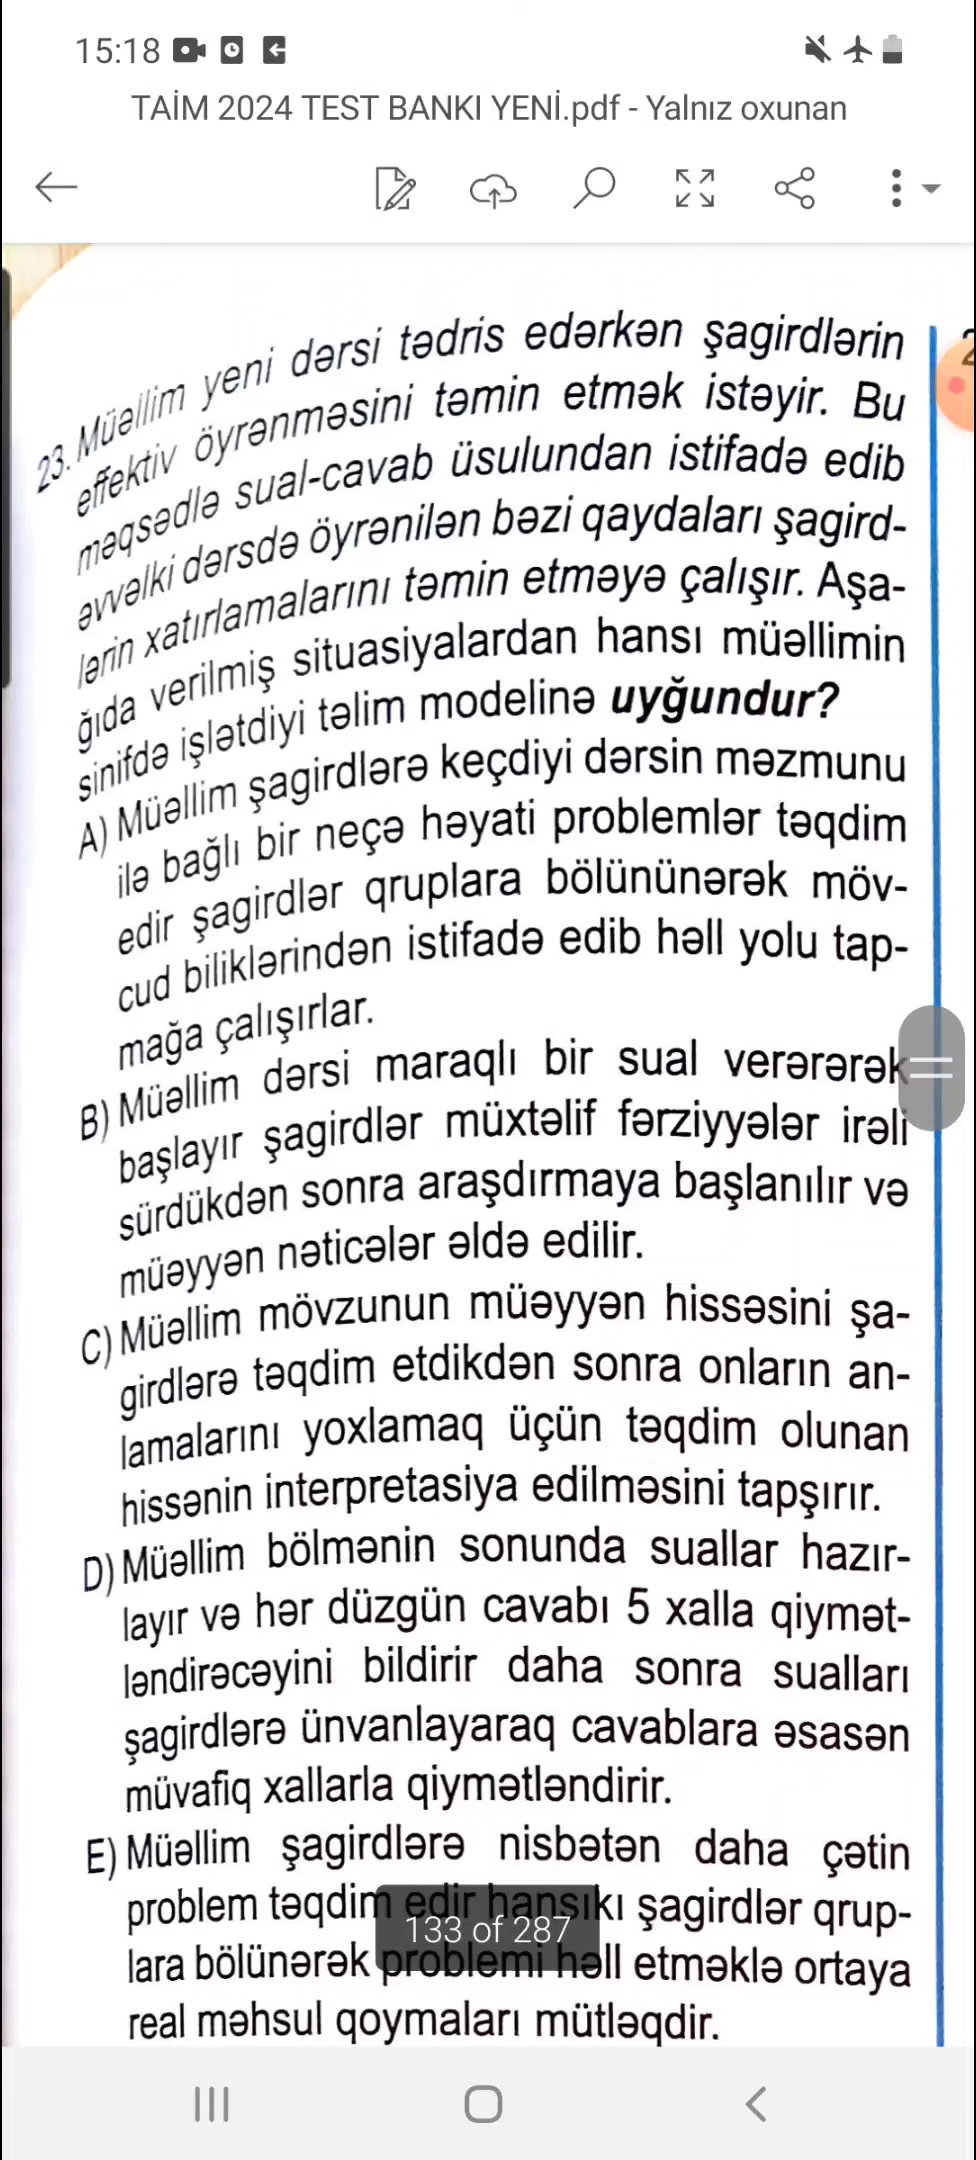 15:18
TAİM 2024 TEST BANKI YENİ.pdf - Yalnız oxunan
23. Müəllim yeni dərsi tədris edərkən şagirdlərin
effektiv öyrənməsini təmin etmək istəyir. Bu
məqsədlə sual-cavab üsulundan istifadə edib
əvvəlki dərsdə öyrənilən bəzi qaydaları şagird-
lərin xatırlamalarını təmin etməyə çalışır. Aşa-
ğıda verilmiş situasiyalardan hansı müəllimin
sinifdə işlətdiyi təlim modelinə uyğundur?
A) Müəllim şagirdlərə keçdiyi dərsin məzmunu
ilə bağlı bir neçə həyati problemlər təqdim
edir şagirdlər qruplara bölününərək möv-
cud biliklərindən istifadə edib həll yolu tap-
mağa çalışırlar.
B) Müəllim dərsi maraqlı bir sual verərərək
başlayır şagirdlər müxtəlif fərziyyələr irəli
sürdükdən sonra araşdırmaya başlanılır və
müəyyən nəticələr əldə edilir.
C) Müəllim mövzunun müəyyən hissəsini şa-
girdlərə təqdim etdikdən sonra onların an-
lamalarını yoxlamaq üçün təqdim olunan
hissənin interpretasiya edilməsini tapşırır.
D) Müəllim bölmənin sonunda suallar hazır-
layır və hər düzgün cavabı 5 xalla qiymət-
ləndirəcəyini bildirir daha sonra sualları
şagirdlərə ünvanlayaraq cavablara əsasən
müvafiq xallarla qiymətləndirir.
E) Müəllim şagirdlərə nisbətən daha çətin
problem təqdim edir hansıkı şagirdlər qrup-
133 of 287
lara bölünərək problemi həll etməklə ortaya
real məhsul qoymaları mütləqdir.